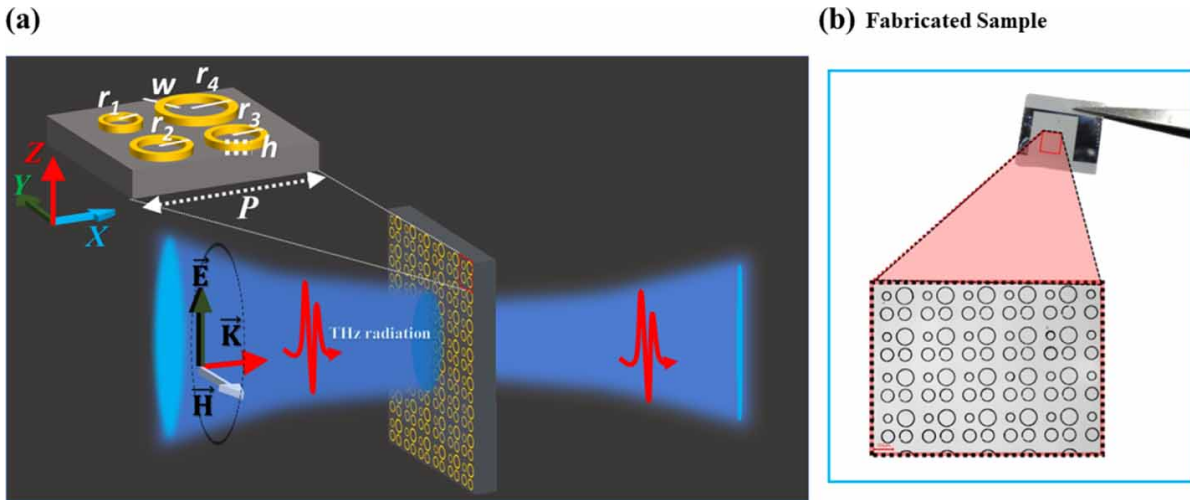 (a)
(b) Fabricated Sample
w
r4
r1
r3
r2
h
Z
Y
P
X
E
THz radiation
K
H